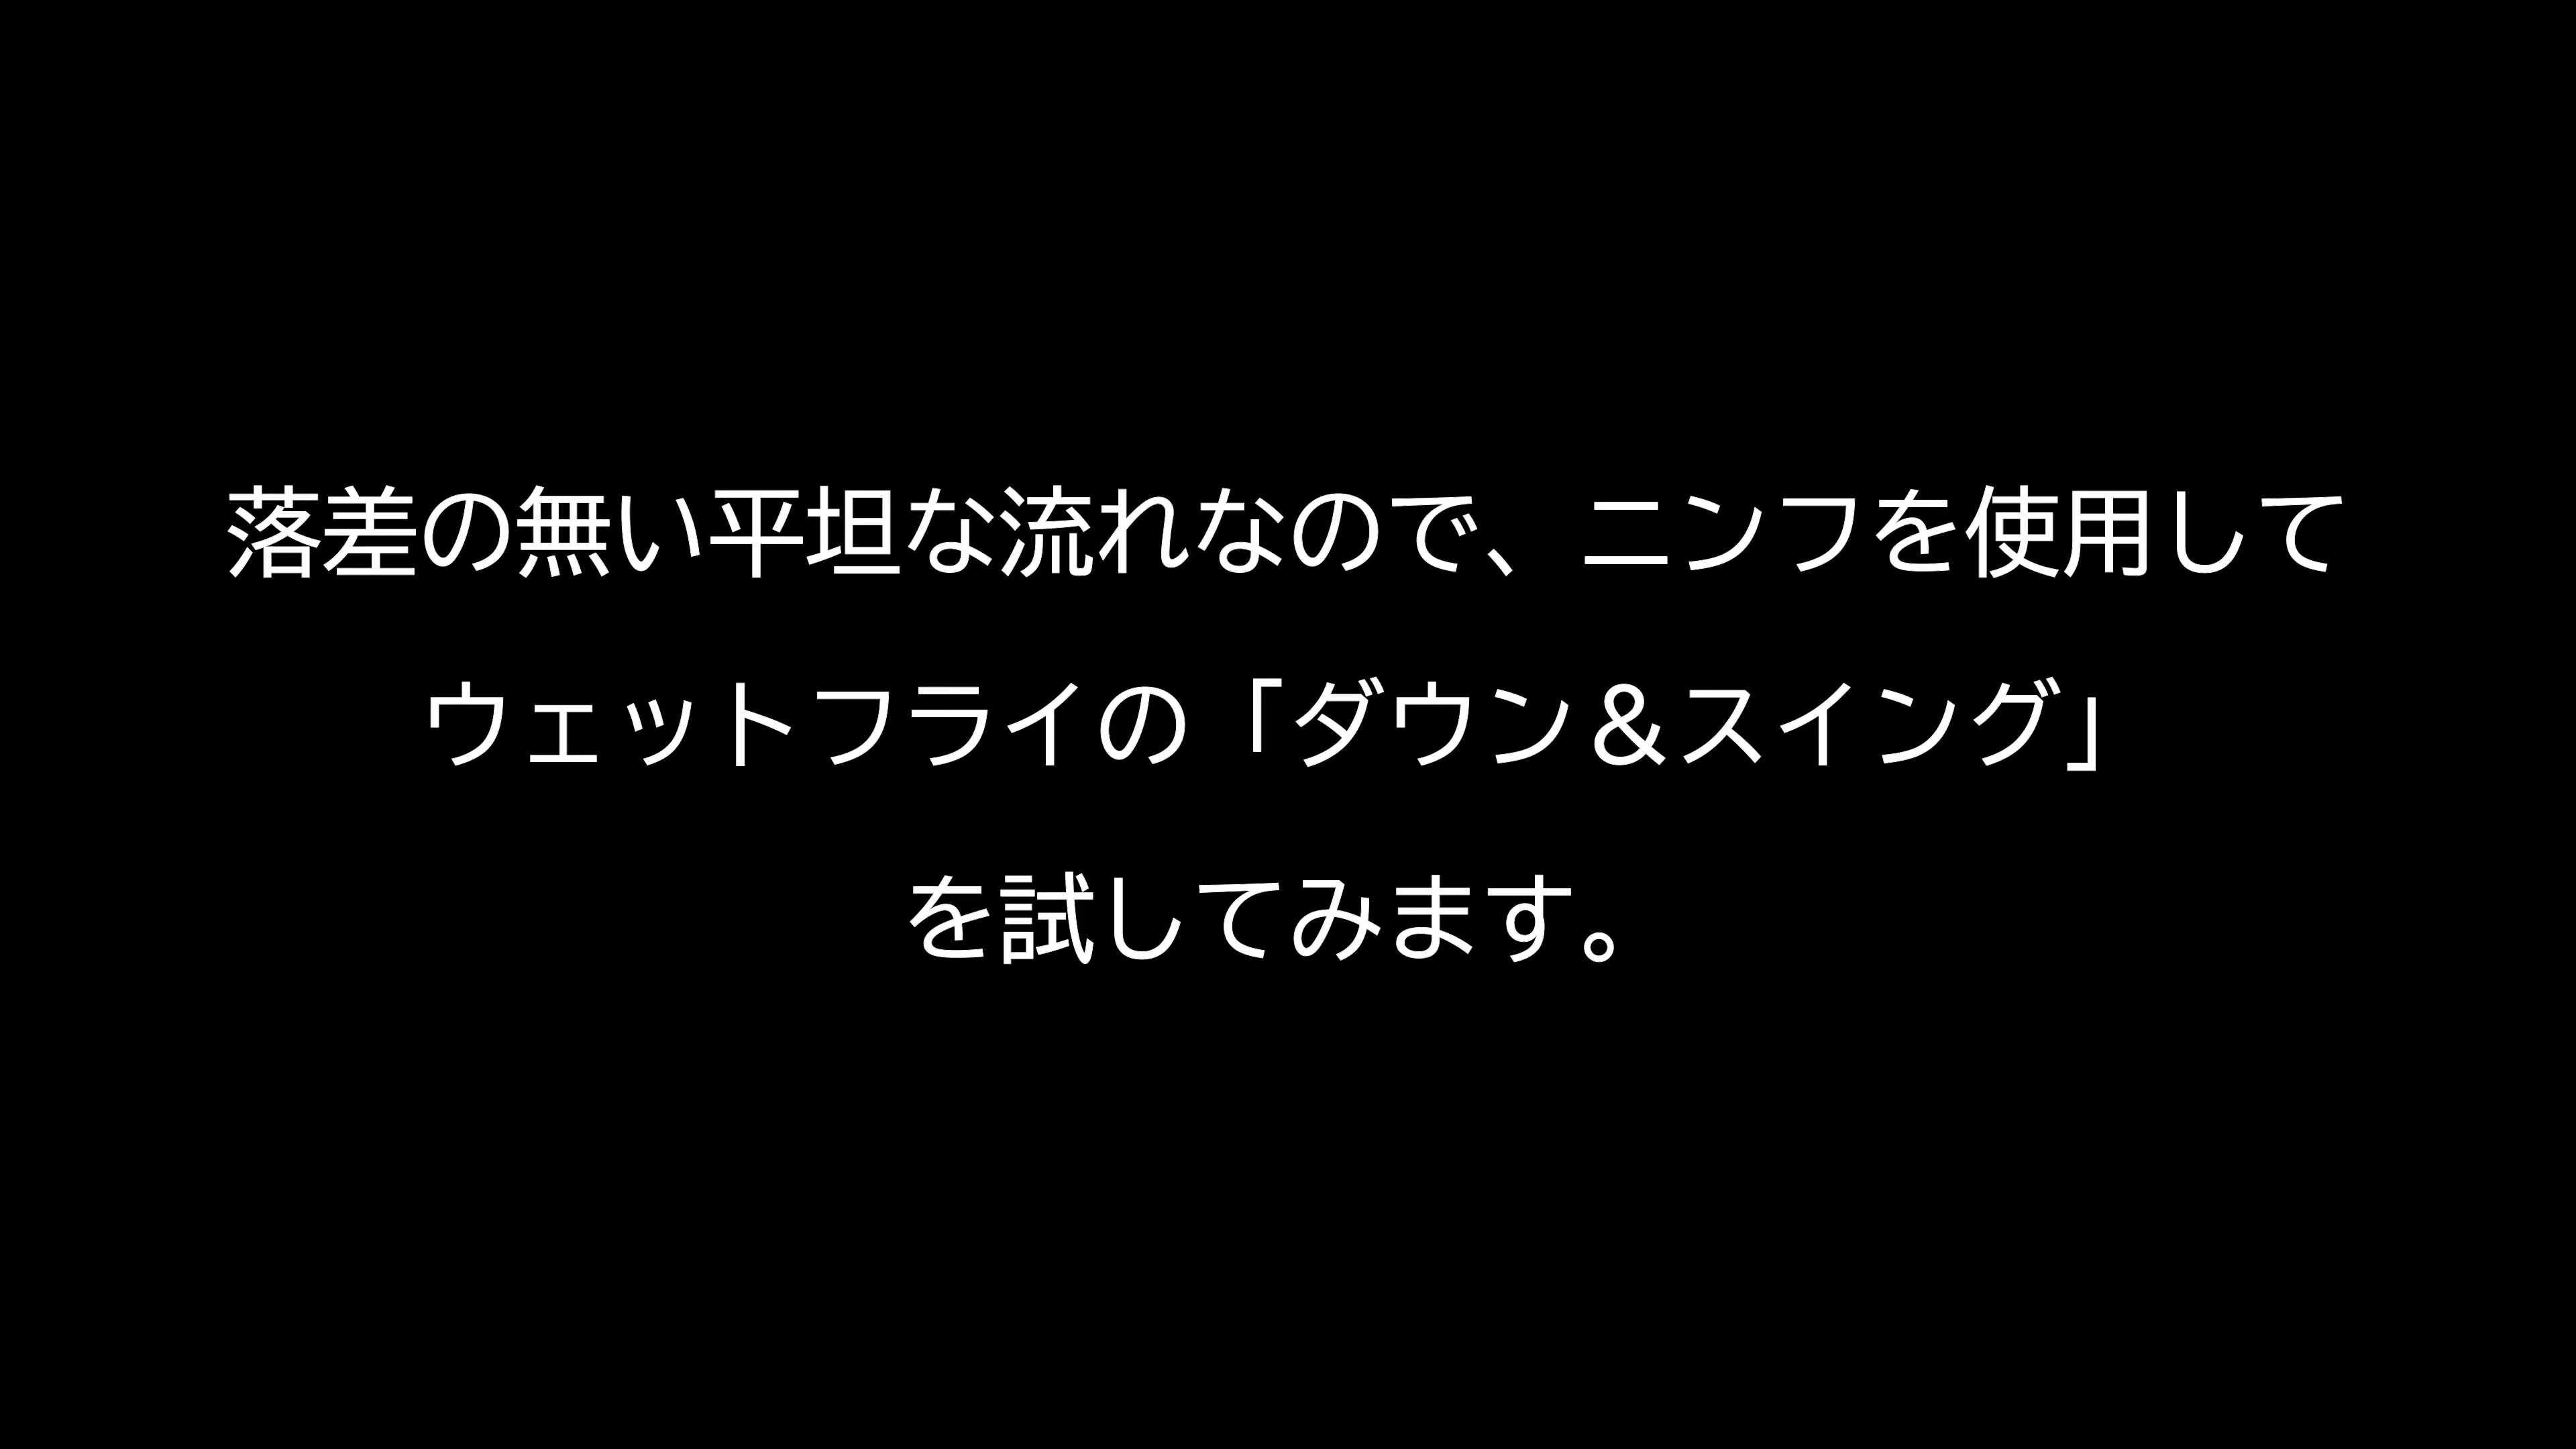 落差の無い平坦な流れなので、ニンフを使用して
ウェットフライの「ダウン＆スイング」
を試してみます。